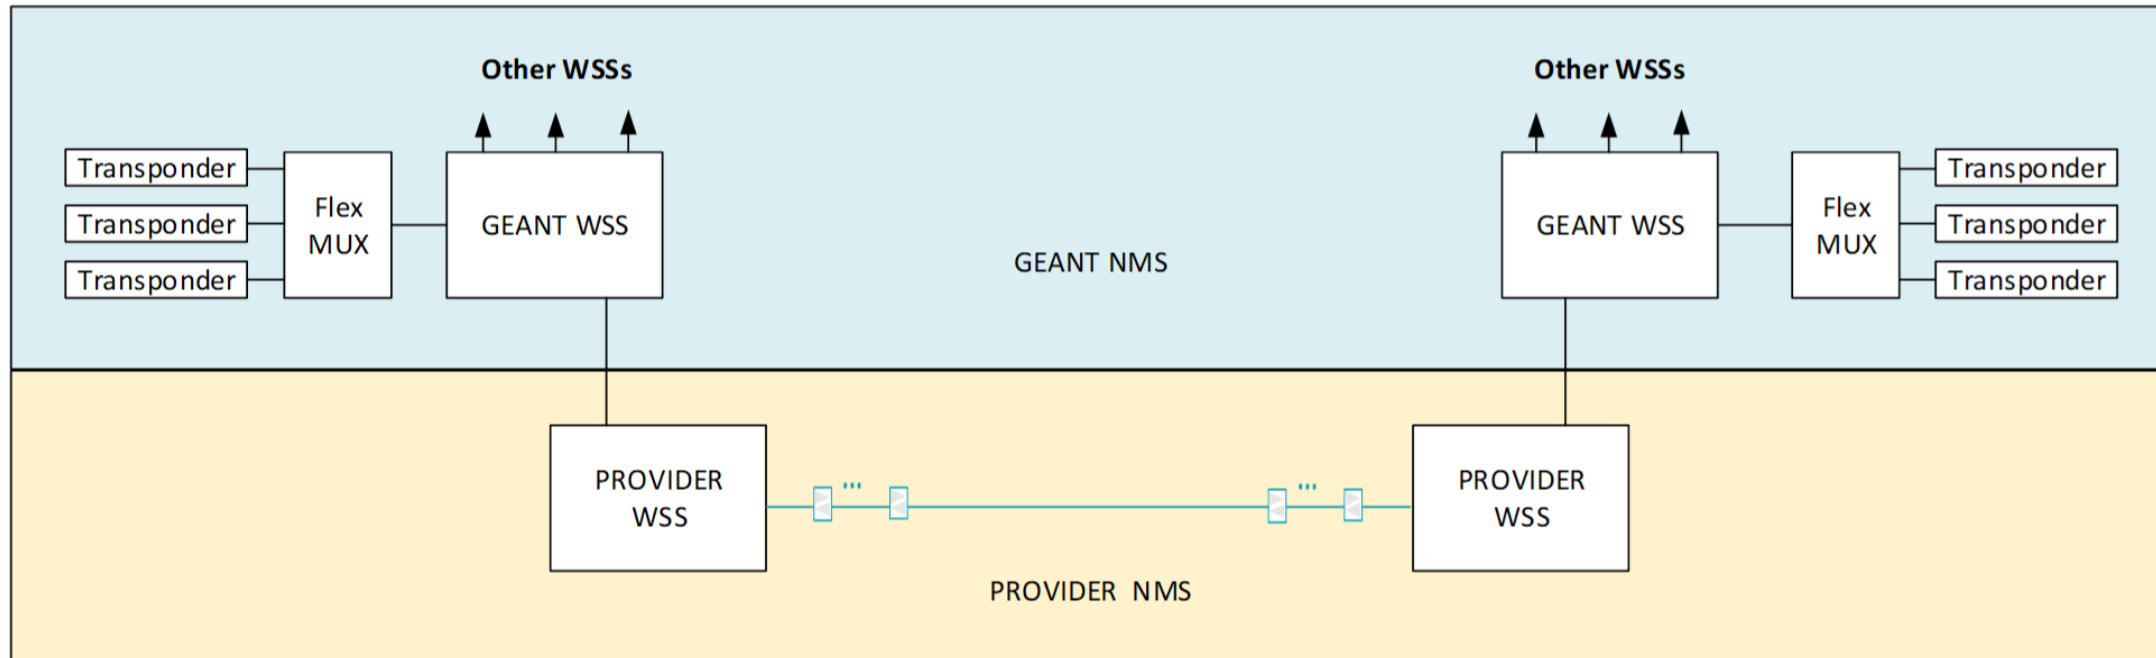 Other WSSs
Other WSSs
Transponder
Transponder
Transponder
Flex
MUX
GEANT WSS
GEANT NMS
GEANT WSS
Flex
MUX
Transponder
Transponder
Transponder
PROVIDER
WSS
...
...
PROVIDER
WSS
PROVIDER NMS